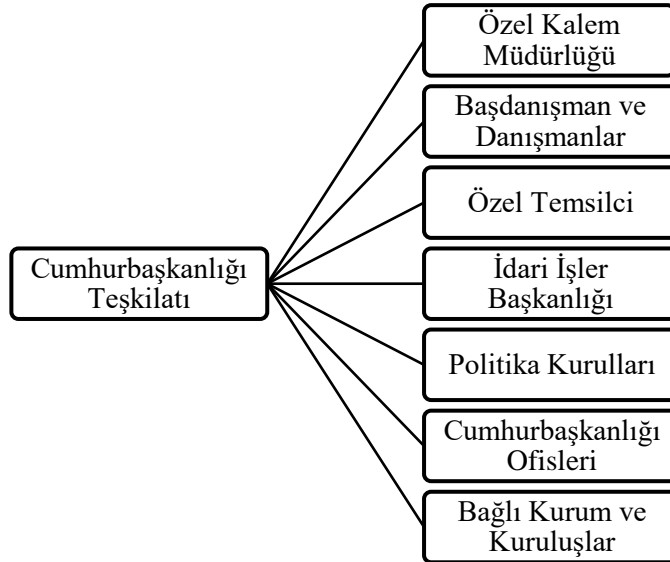 Özel Kalem
Müdürlüğü
Başdanışman ve
Danışmanlar
Özel Temsilci
Cumhurbaşkanlığı
Teşkilatı
İdari İşler
Başkanlığı
Politika Kurulları
Cumhurbaşkanlığı
Ofisleri
Bağlı Kurum ve
Kuruluşlar